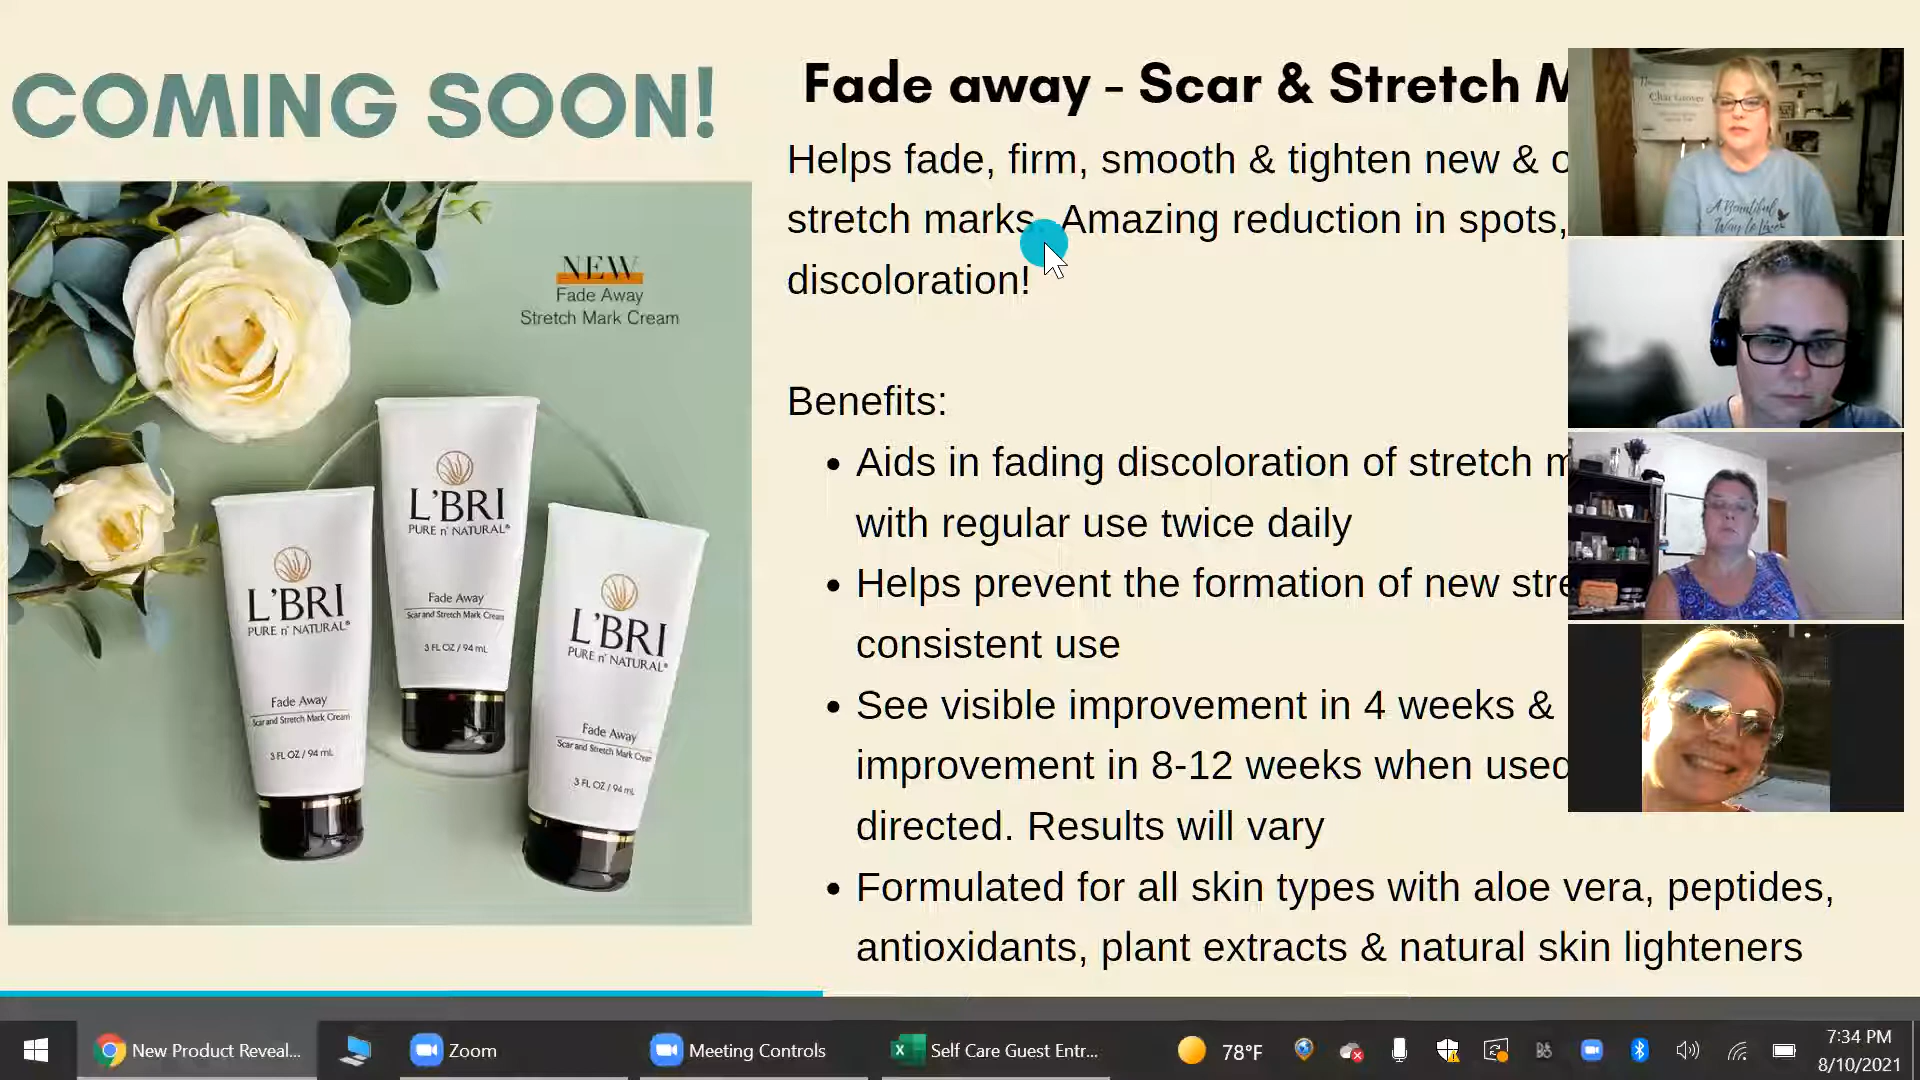 COMING SOON!
Fade away - Scar & Stretch M
Helps fade, firm, smooth & tighten new & o
stretch marks. Amazing reduction in spots,
discoloration!
NEW
Fade Away
Stretch Mark Cream
Benefits:
Aids in fading discoloration of stretch m
with regular use twice daily
Helps prevent the formation of new stre
consistent use
See visible improvement in 4 weeks &
improvement in 8-12 weeks when used
directed. Results will vary
Formulated for all skin types with aloe vera, peptides,
antioxidants, plant extracts & natural skin lighteners
L'BRI
PURE n' NATURAL®
Fade Away
Scar and Stretch Mark Cream
3 FL OZ / 94 mL
L'BRI
PURE n' NATURAL®
Fade Away
Scar and Stretch Mark Cream
3 FL OZ / 94 mL
L'BRI
PURE n' NATURAL®
Fade Away
Scar and Stretch Mark Cream
3 FL OZ / 94 mL
Char Grover
A Beautiful
Way to Live
New Product Reveal...
Zoom
Meeting Controls
Self Care Guest Entr...
78°F
7:34 PM
8/10/2021